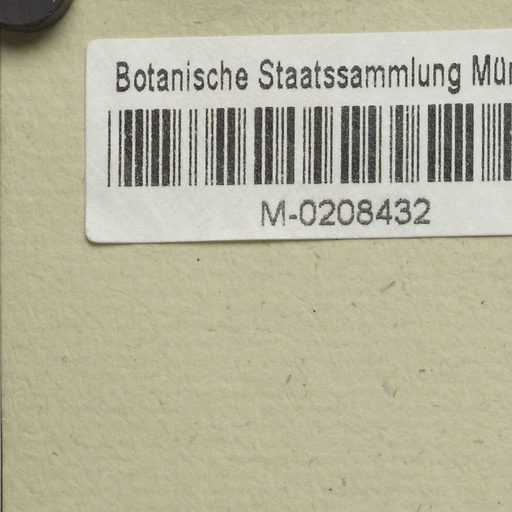 Botanische Staatssammlung Mün
M-0208432